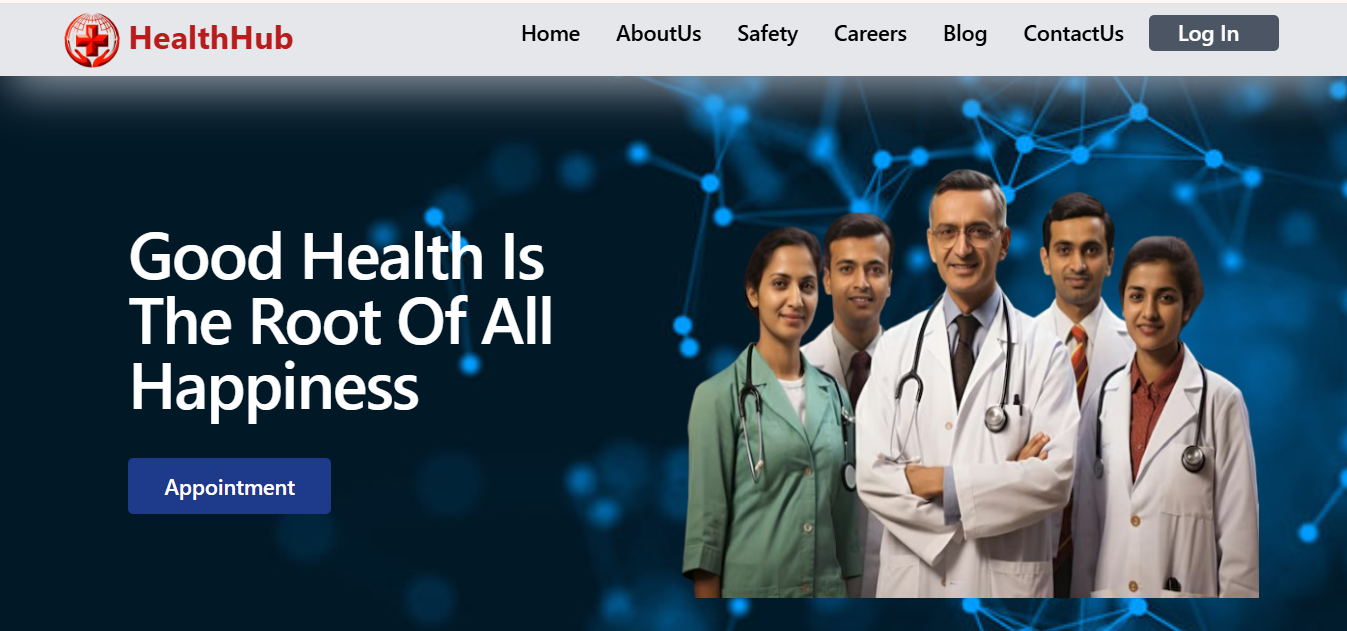 HealthHub
Home AboutUs Safety Careers Blog ContactUs Log In
Good Health Is
The Root Of All
Happiness
Appointment